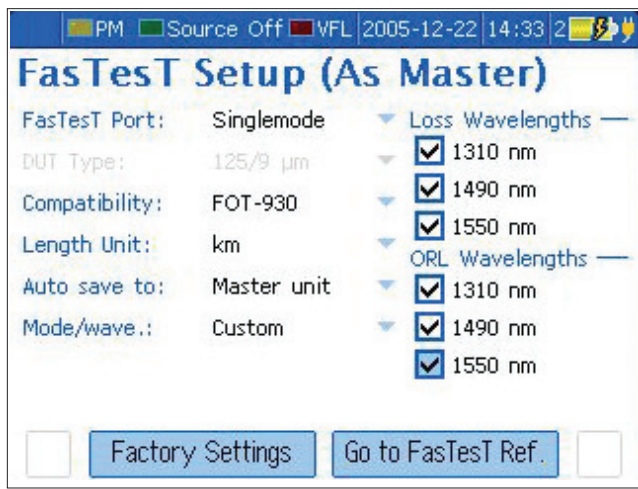 PM Source Off VFL 2005-12-22 14:33 2
FasTesT Setup (As Master)
FasTesT Port: Singlemode
DUT Type: 125/9 µm
Compatibility: FOT-930
Length Unit: km
Auto save to: Master unit
Mode/wave.: Custom
Loss Wavelengths
1310 nm
1490 nm
1550 nm
ORL Wavelengths
1310 nm
1490 nm
1550 nm
Factory Settings Go to FasTesT Ref.